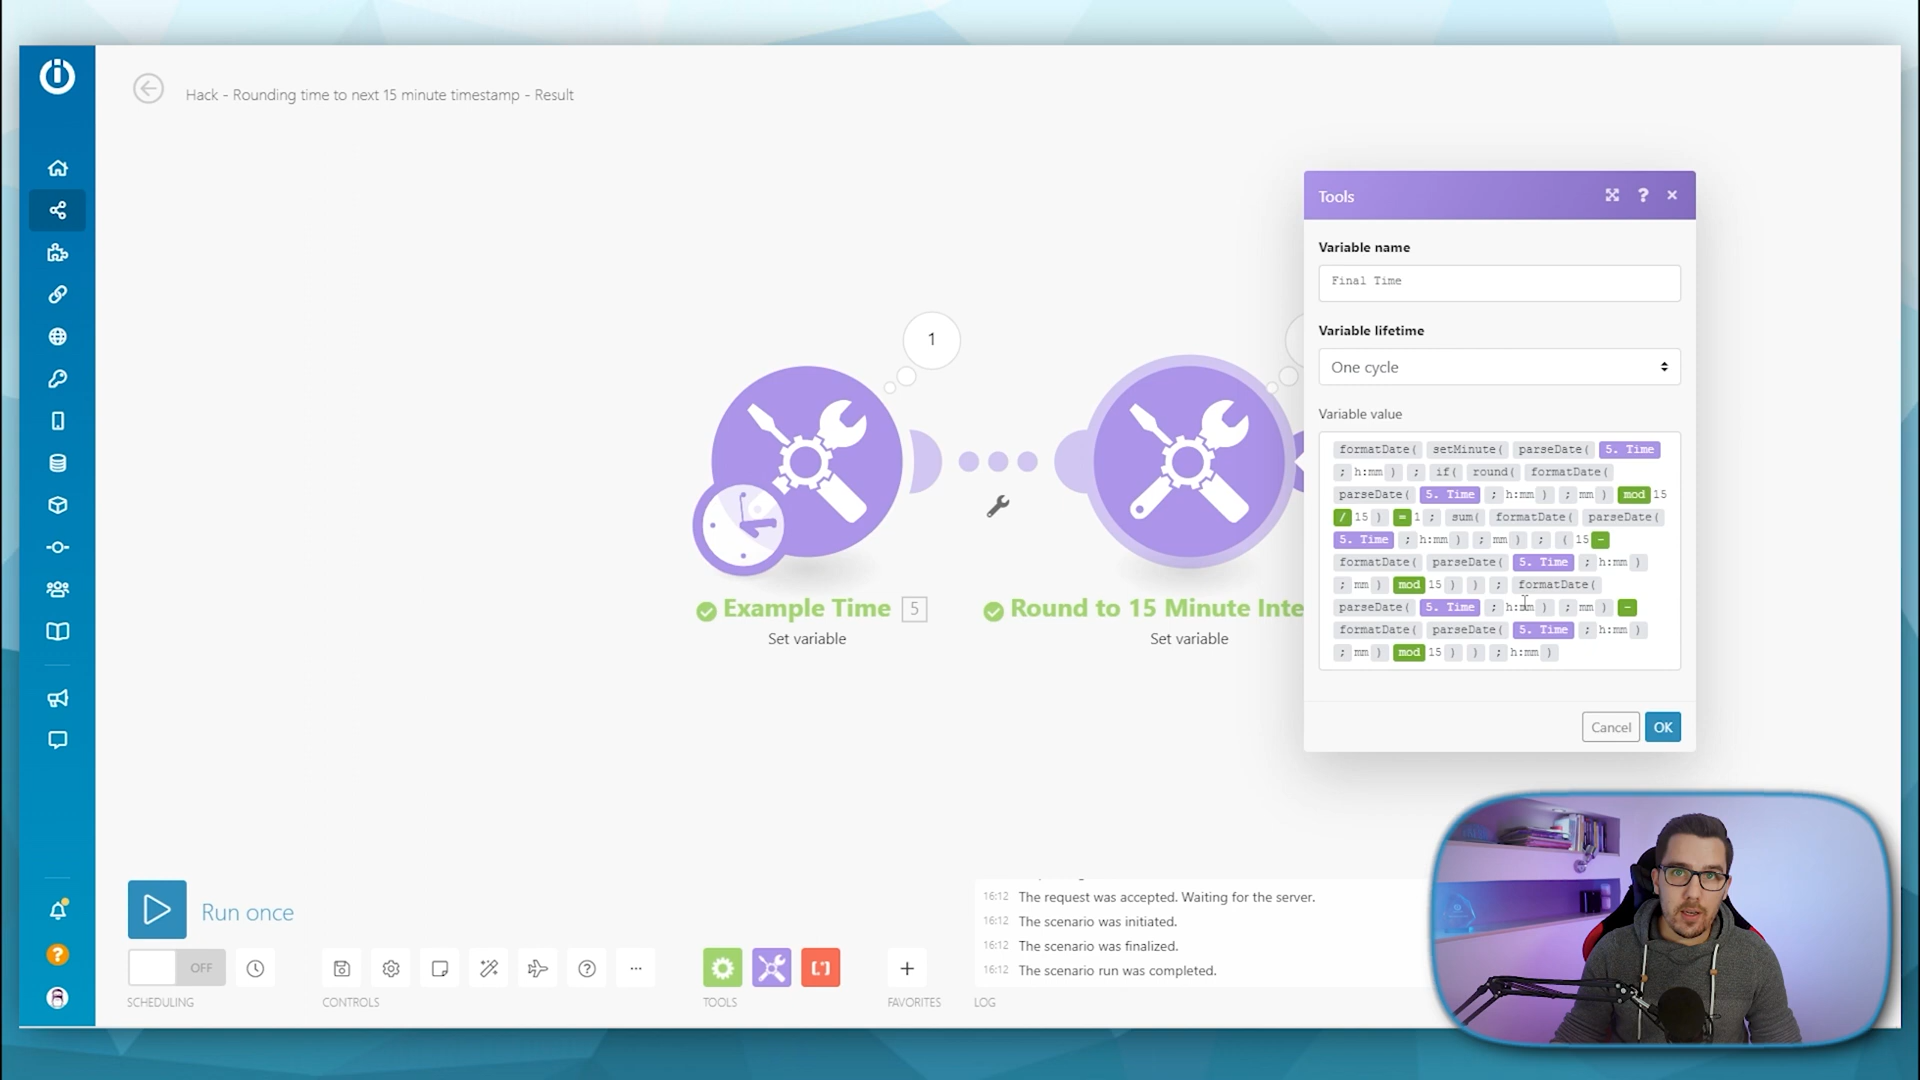 Hack - Rounding time to next 15 minute timestamp - Result
1
Example Time 5
Set variable
Round to 15 Minute Inte
Set variable
Tools ? ×
Variable name
Final Time
Variable lifetime
One cycle
Variable value
formatDate( setMinute( parseDate( 5. Time
; h:mm ) ; if( round( formatDate(
parseDate( 5. Time ; h:mm ) ; mm ) mod 15
/ 15 ) = 1 ; sum( formatDate( parseDate(
5. Time ; h:mm ) ; mm ) ; ( 15 -
formatDate( parseDate( 5. Time ; h:mm )
; mm ) mod 15 ) ) ; formatDate(
parseDate( 5. Time ; h:mm ) ; mm ) -
formatDate( parseDate( 5. Time ; h:mm )
; mm ) mod 15 ) ) ; h:mm )
Cancel OK
Run once
OFF
SCHEDULING
CONTROLS
TOOLS
FAVORITES
LOG
16:12 The request was accepted. Waiting for the server.
16:12 The scenario was initiated.
16:12 The scenario was finalized.
16:12 The scenario run was completed.